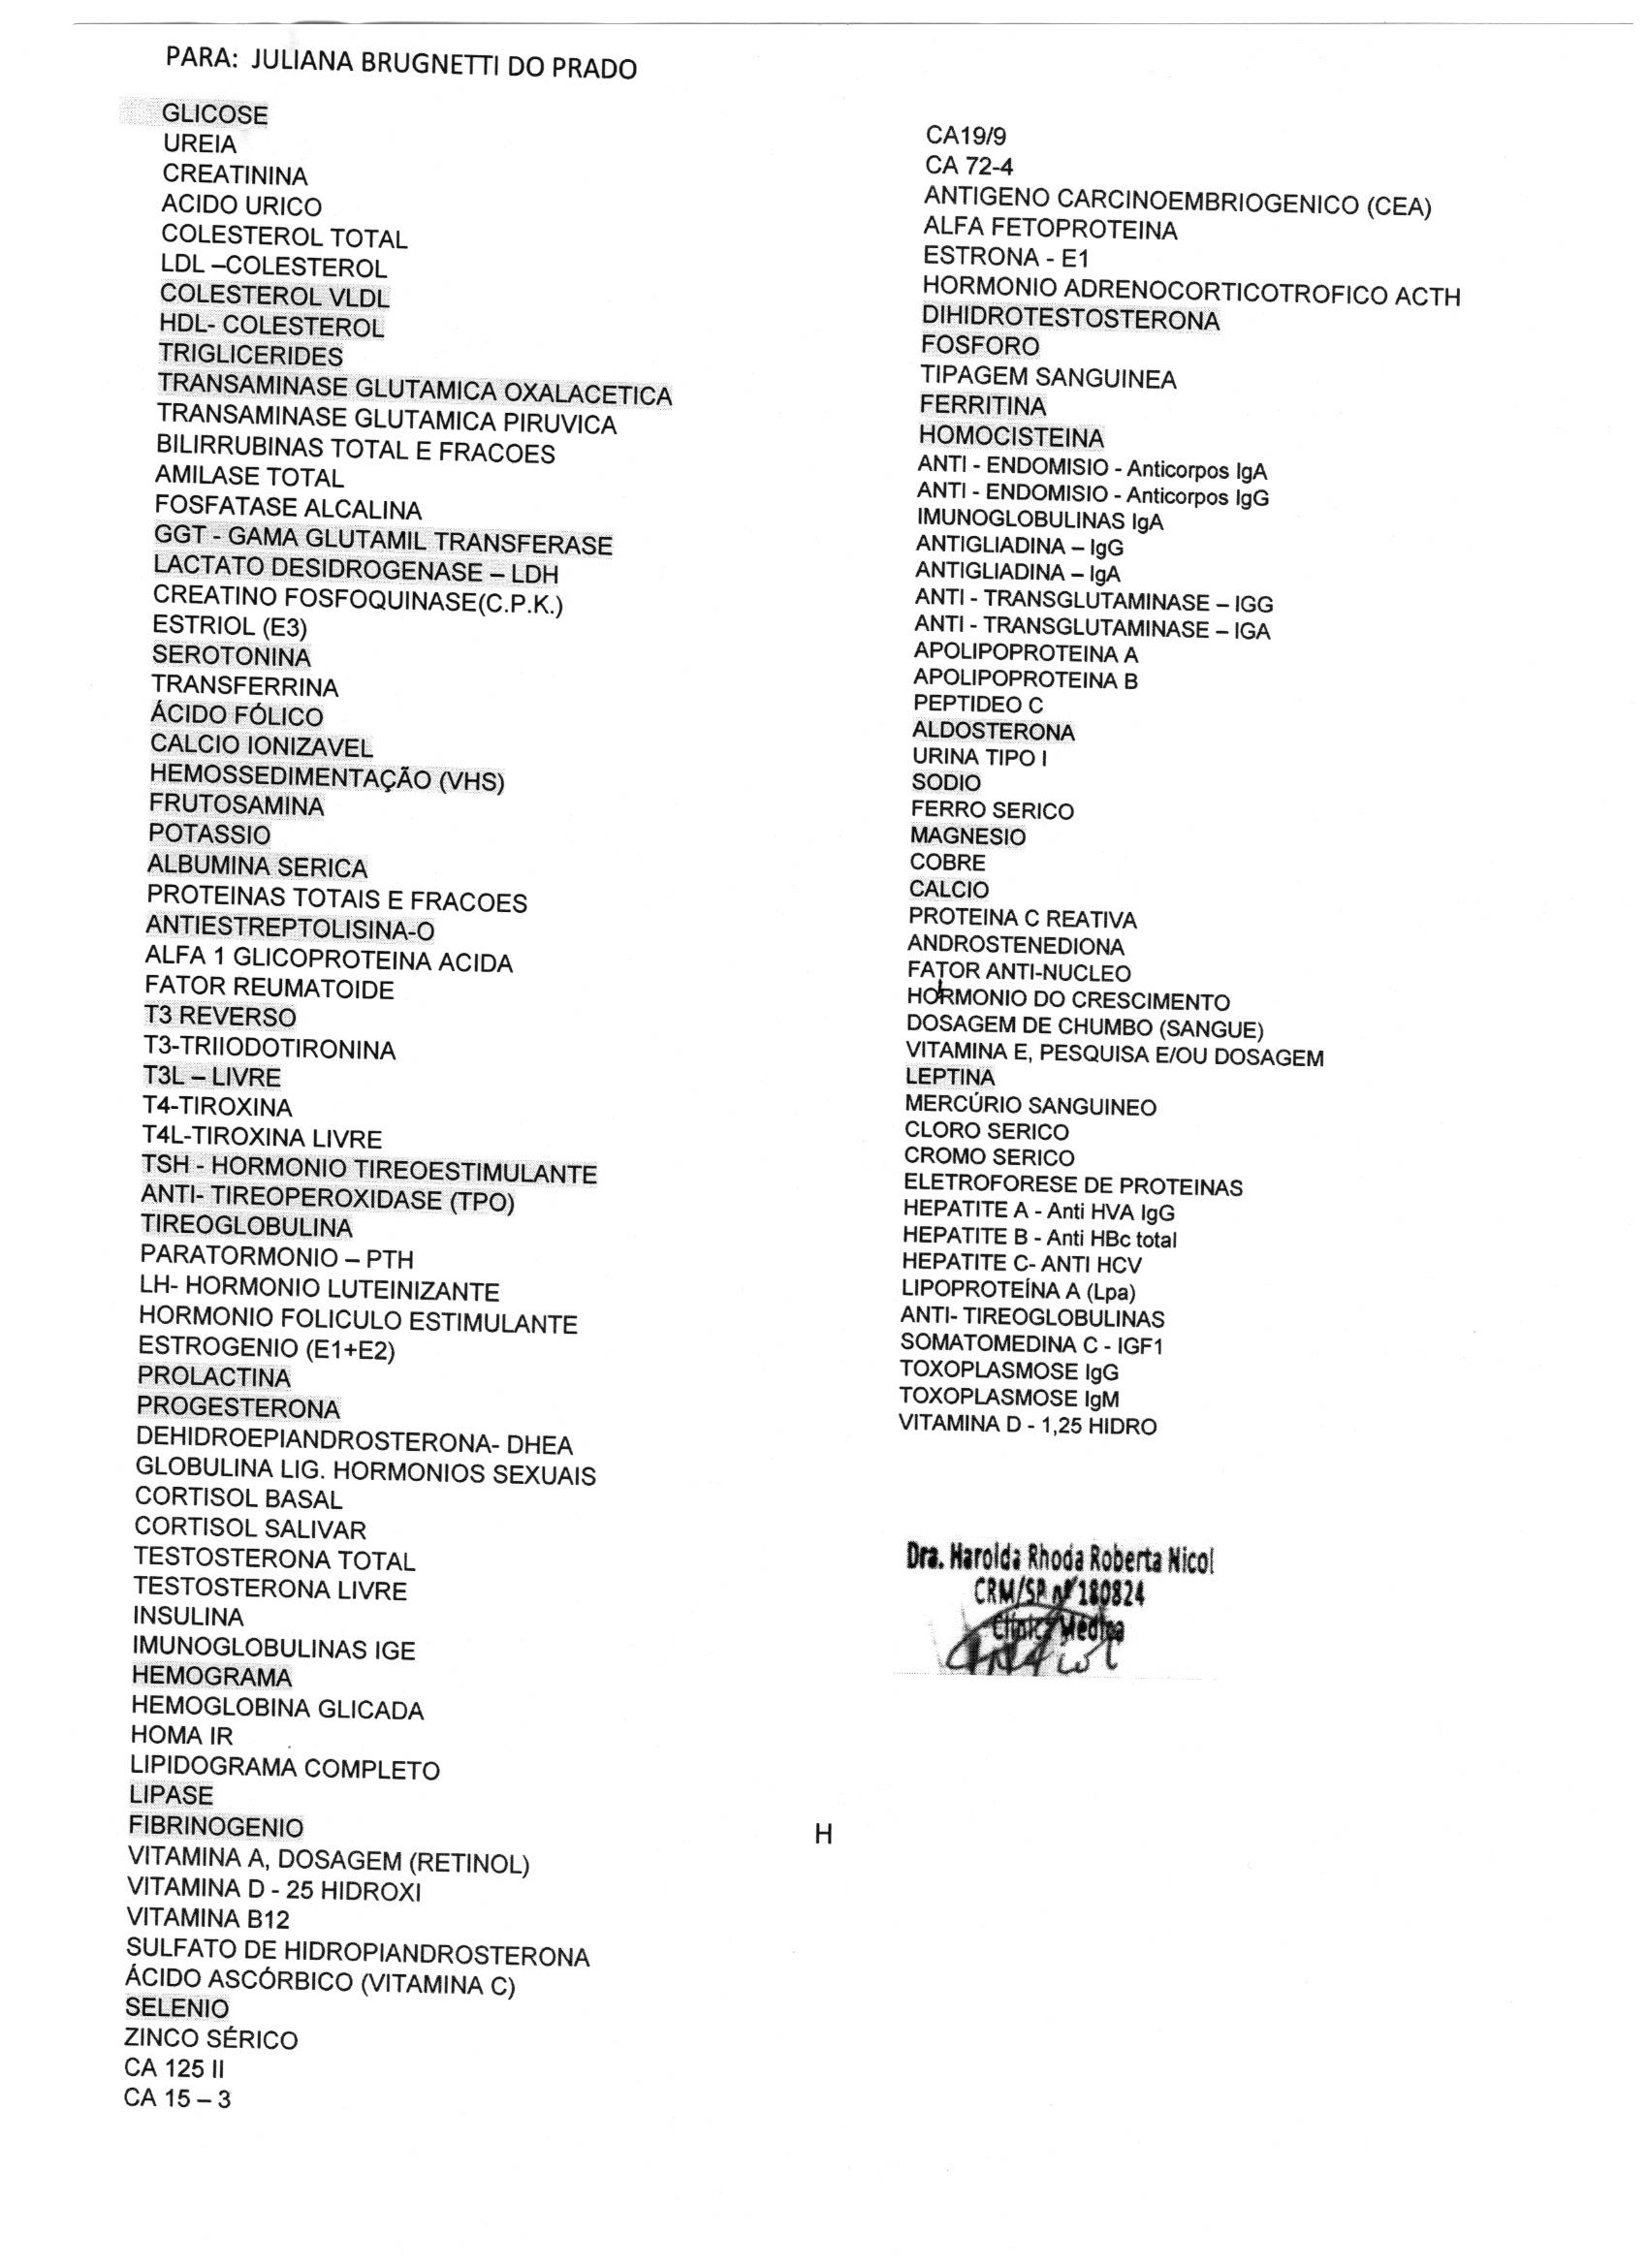 PARA: JULIANA BRUGNETTI DO PRADO
GLICOSE
UREIA
CREATININA
ACIDO URICO
COLESTEROL TOTAL
LDL –COLESTEROL
COLESTEROL VLDL
HDL- COLESTEROL
TRIGLICERIDES
TRANSAMINASE GLUTAMICA OXALACETICA
TRANSAMINASE GLUTAMICA PIRUVICA
BILIRRUBINAS TOTAL E FRACOES
AMILASE TOTAL
FOSFATASE ALCALINA
GGT - GAMA GLUTAMIL TRANSFERASE
LACTATO DESIDROGENASE – LDH
CREATINO FOSFOQUINASE(C.P.K.)
ESTRIOL (E3)
SEROTONINA
TRANSFERRINA
ÁCIDO FÓLICO
CALCIO IONIZAVEL
HEMOSSEDIMENTAÇÃO (VHS)
FRUTOSAMINA
POTASSIO
ALBUMINA SERICA
PROTEINAS TOTAIS E FRACOES
ANTIESTREPTOLISINA-O
ALFA 1 GLICOPROTEINA ACIDA
FATOR REUMATOIDE
T3 REVERSO
T3-TRIIODOTIRONINA
T3L – LIVRE
T4-TIROXINA
T4L-TIROXINA LIVRE
TSH - HORMONIO TIREOESTIMULANTE
ANTI- TIREOPEROXIDASE (TPO)
TIREOGLOBULINA
PARATORMONIO – PTH
LH- HORMONIO LUTEINIZANTE
HORMONIO FOLICULO ESTIMULANTE
ESTROGENIO (E1+E2)
PROLACTINA
PROGESTERONA
DEHIDROEPIANDROSTERONA- DHEA
GLOBULINA LIG. HORMONIOS SEXUAIS
CORTISOL BASAL
CORTISOL SALIVAR
TESTOSTERONA TOTAL
TESTOSTERONA LIVRE
INSULINA
IMUNOGLOBULINAS IGE
HEMOGRAMA
HEMOGLOBINA GLICADA
HOMA IR
LIPIDOGRAMA COMPLETO
LIPASE
FIBRINOGENIO
VITAMINA A, DOSAGEM (RETINOL)
VITAMINA D - 25 HIDROXI
VITAMINA B12
SULFATO DE HIDROPIANDROSTERONA
ÁCIDO ASCÓRBICO (VITAMINA C)
SELENIO
ZINCO SÉRICO
CA 125 II
CA 15 – 3
CA19/9
CA 72-4
ANTIGENO CARCINOEMBRIOGENICO (CEA)
ALFA FETOPROTEINA
ESTRONA - E1
HORMONIO ADRENOCORTICOTROFICO ACTH
DIHIDROTESTOSTERONA
FOSFORO
TIPAGEM SANGUINEA
FERRITINA
HOMOCISTEINA
ANTI - ENDOMISIO - Anticorpos IgA
ANTI - ENDOMISIO - Anticorpos IgG
IMUNOGLOBULINAS IgA
ANTIGLIADINA – IgG
ANTIGLIADINA – IgA
ANTI - TRANSGLUTAMINASE – IGG
ANTI - TRANSGLUTAMINASE – IGA
APOLIPOPROTEINA A
APOLIPOPROTEINA B
PEPTIDEO C
ALDOSTERONA
URINA TIPO I
SODIO
FERRO SERICO
MAGNESIO
COBRE
CALCIO
PROTEINA C REATIVA
ANDROSTENEDIONA
FATOR ANTI-NUCLEO
HORMONIO DO CRESCIMENTO
DOSAGEM DE CHUMBO (SANGUE)
VITAMINA E, PESQUISA E/OU DOSAGEM
LEPTINA
MERCÚRIO SANGUINEO
CLORO SERICO
CROMO SERICO
ELETROFORESE DE PROTEINAS
HEPATITE A - Anti HVA IgG
HEPATITE B - Anti HBc total
HEPATITE C- ANTI HCV
LIPOPROTEÍNA A (Lpa)
ANTI- TIREOGLOBULINAS
SOMATOMEDINA C - IGF1
TOXOPLASMOSE IgG
TOXOPLASMOSE IgM
VITAMINA D - 1,25 HIDRO
Dra. Harolda Rhoda Roberta Nicol
CRM/SP nº 180824
Clínica Médica
H